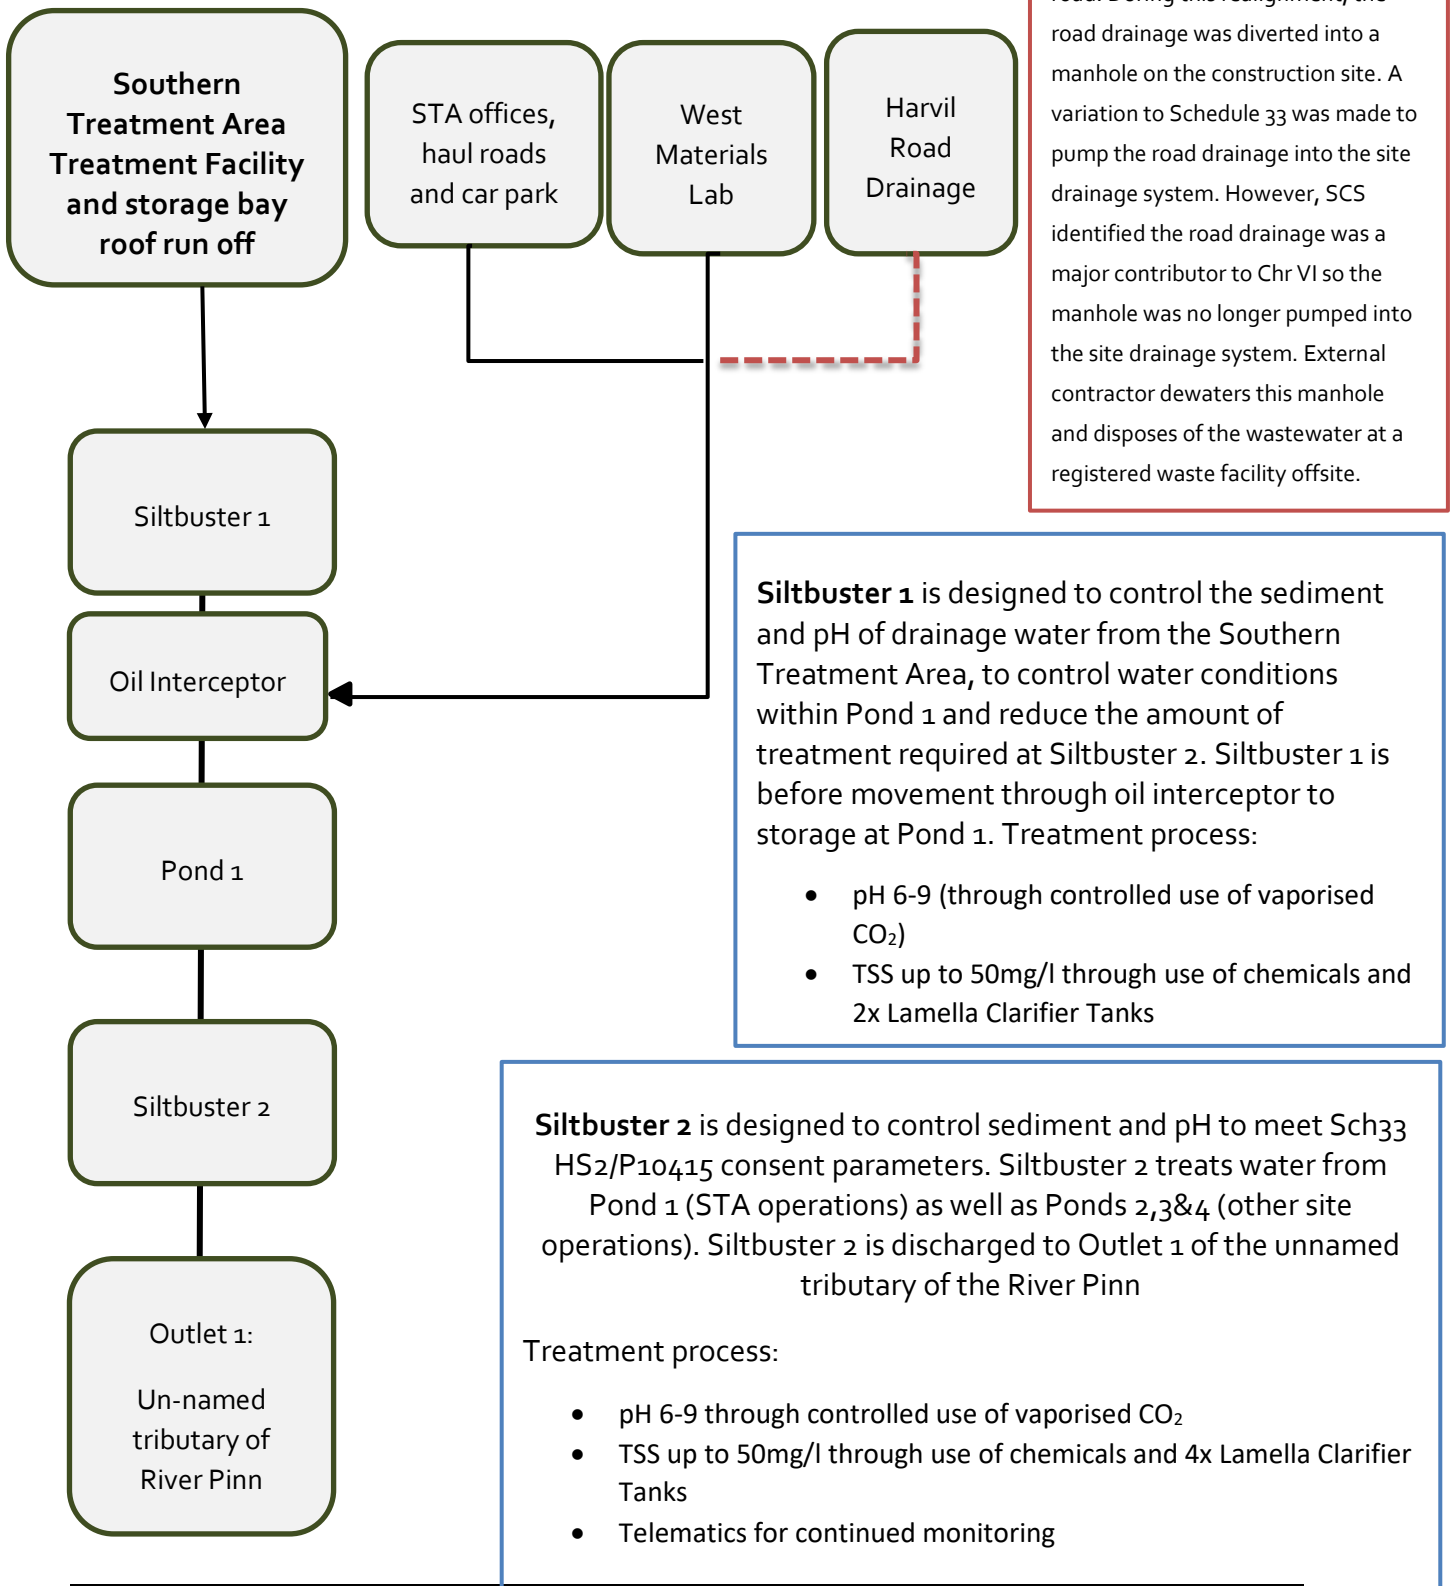 Southern
Treatment Area
Treatment Facility
and storage bay
roof run off
STA offices,
haul roads
and car park
West
Materials
Lab
Harvil
Road
Drainage
road. During this realignment, the
road drainage was diverted into a
manhole on the construction site. A
variation to Schedule 33 was made to
pump the road drainage into the site
drainage system. However, SCS
identified the road drainage was a
major contributor to Chr VI so the
manhole was no longer pumped into
the site drainage system. External
contractor dewaters this manhole
and disposes of the wastewater at a
registered waste facility offsite.
Siltbuster 1
Oil Interceptor
Pond 1
Siltbuster 2
Outlet 1:
Un-named
tributary of
River Pinn
Siltbuster 1 is designed to control the sediment
and pH of drainage water from the Southern
Treatment Area, to control water conditions
within Pond 1 and reduce the amount of
treatment required at Siltbuster 2. Siltbuster 1 is
before movement through oil interceptor to
storage at Pond 1. Treatment process:
• pH 6-9 (through controlled use of vaporised
CO₂)
• TSS up to 50mg/l through use of chemicals and
2x Lamella Clarifier Tanks
Siltbuster 2 is designed to control sediment and pH to meet Sch33
HS2/P10415 consent parameters. Siltbuster 2 treats water from
Pond 1 (STA operations) as well as Ponds 2,3&4 (other site
operations). Siltbuster 2 is discharged to Outlet 1 of the unnamed
tributary of the River Pinn
Treatment process:
• pH 6-9 through controlled use of vaporised CO₂
• TSS up to 50mg/l through use of chemicals and 4x Lamella Clarifier
Tanks
• Telematics for continued monitoring